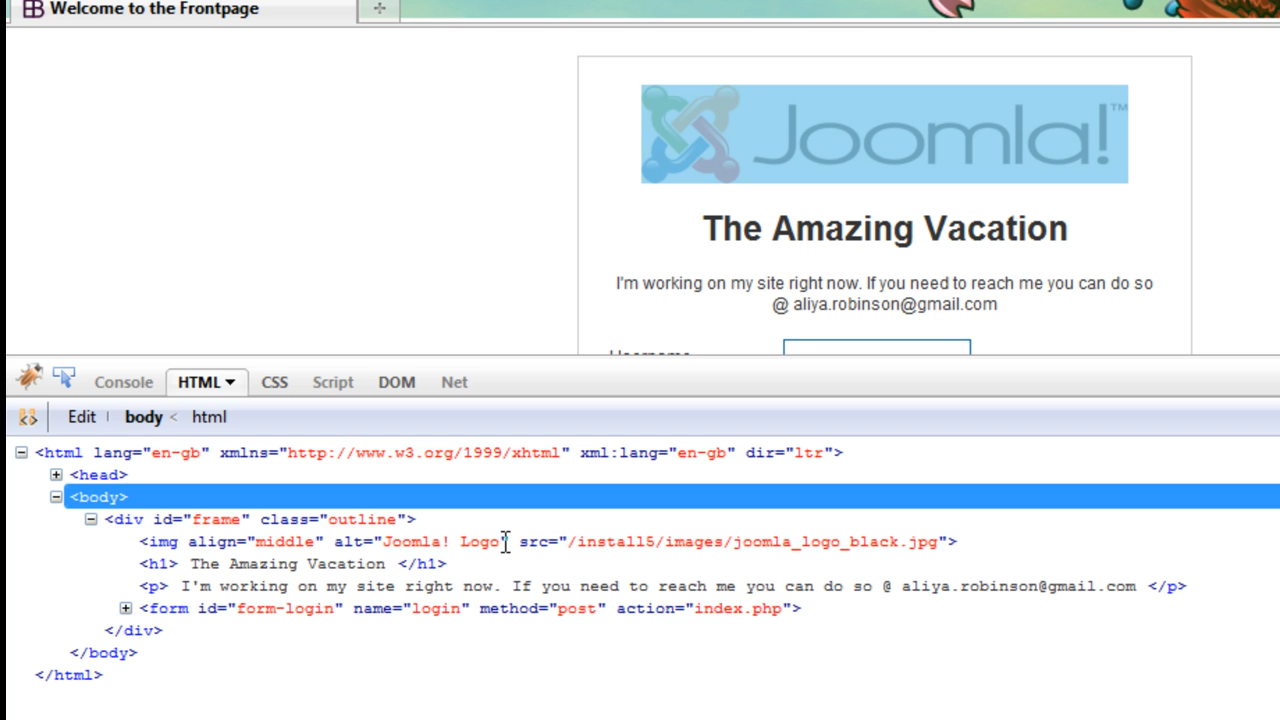 Welcome to the Frontpage
Joomla!™
The Amazing Vacation
I'm working on my site right now. If you need to reach me you can do so
@ aliya.robinson@gmail.com
Username
Console HTML CSS Script DOM Net
Edit body < html
<html lang="en-gb" xmlns="http://www.w3.org/1999/xhtml" xml:lang="en-gb" dir="ltr">
<head>
<body>
<div id="frame" class="outline">
<img align="middle" alt="Joomla! Logo" src="/install5/images/joomla_logo_black.jpg">
<h1> The Amazing Vacation </h1>
<p> I'm working on my site right now. If you need to reach me you can do so @ aliya.robinson@gmail.com </p>
<form id="form-login" name="login" method="post" action="index.php">
</div>
</body>
</html>